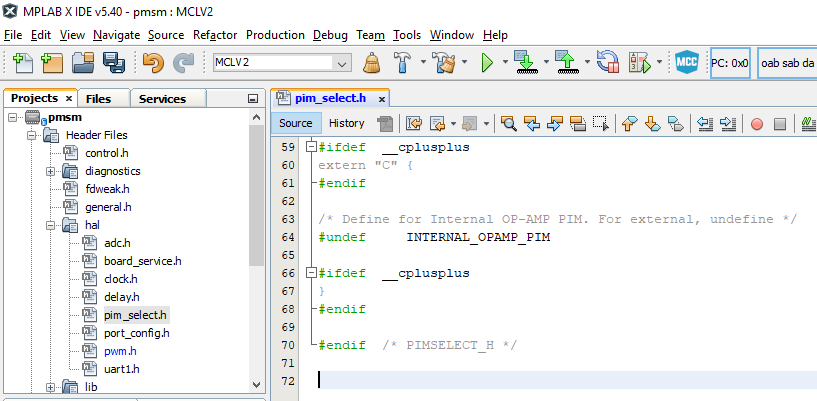 MPLAB X IDE v5.40 - pmsm : MCLV2
File Edit View Navigate Source Refactor Production Debug Team Tools Window Help
MCLV2 MCC PC: 0x0 oab sab da
Projects × Files Services
pmsm
Header Files
control.h
diagnostics
fdweak.h
general.h
hal
adc.h
board_service.h
clock.h
delay.h
pim_select.h
port_config.h
pwm.h
uart1.h
lib
pim_select.h ×
Source History
59 #ifdef __cplusplus
60 extern "C" {
61 #endif
62
63 /* Define for Internal OP-AMP PIM. For external, undefine */
64 #undef INTERNAL_OPAMP_PIM
65
66 #ifdef __cplusplus
67 }
68 #endif
69
70 #endif /* PIMSELECT_H */
71
72